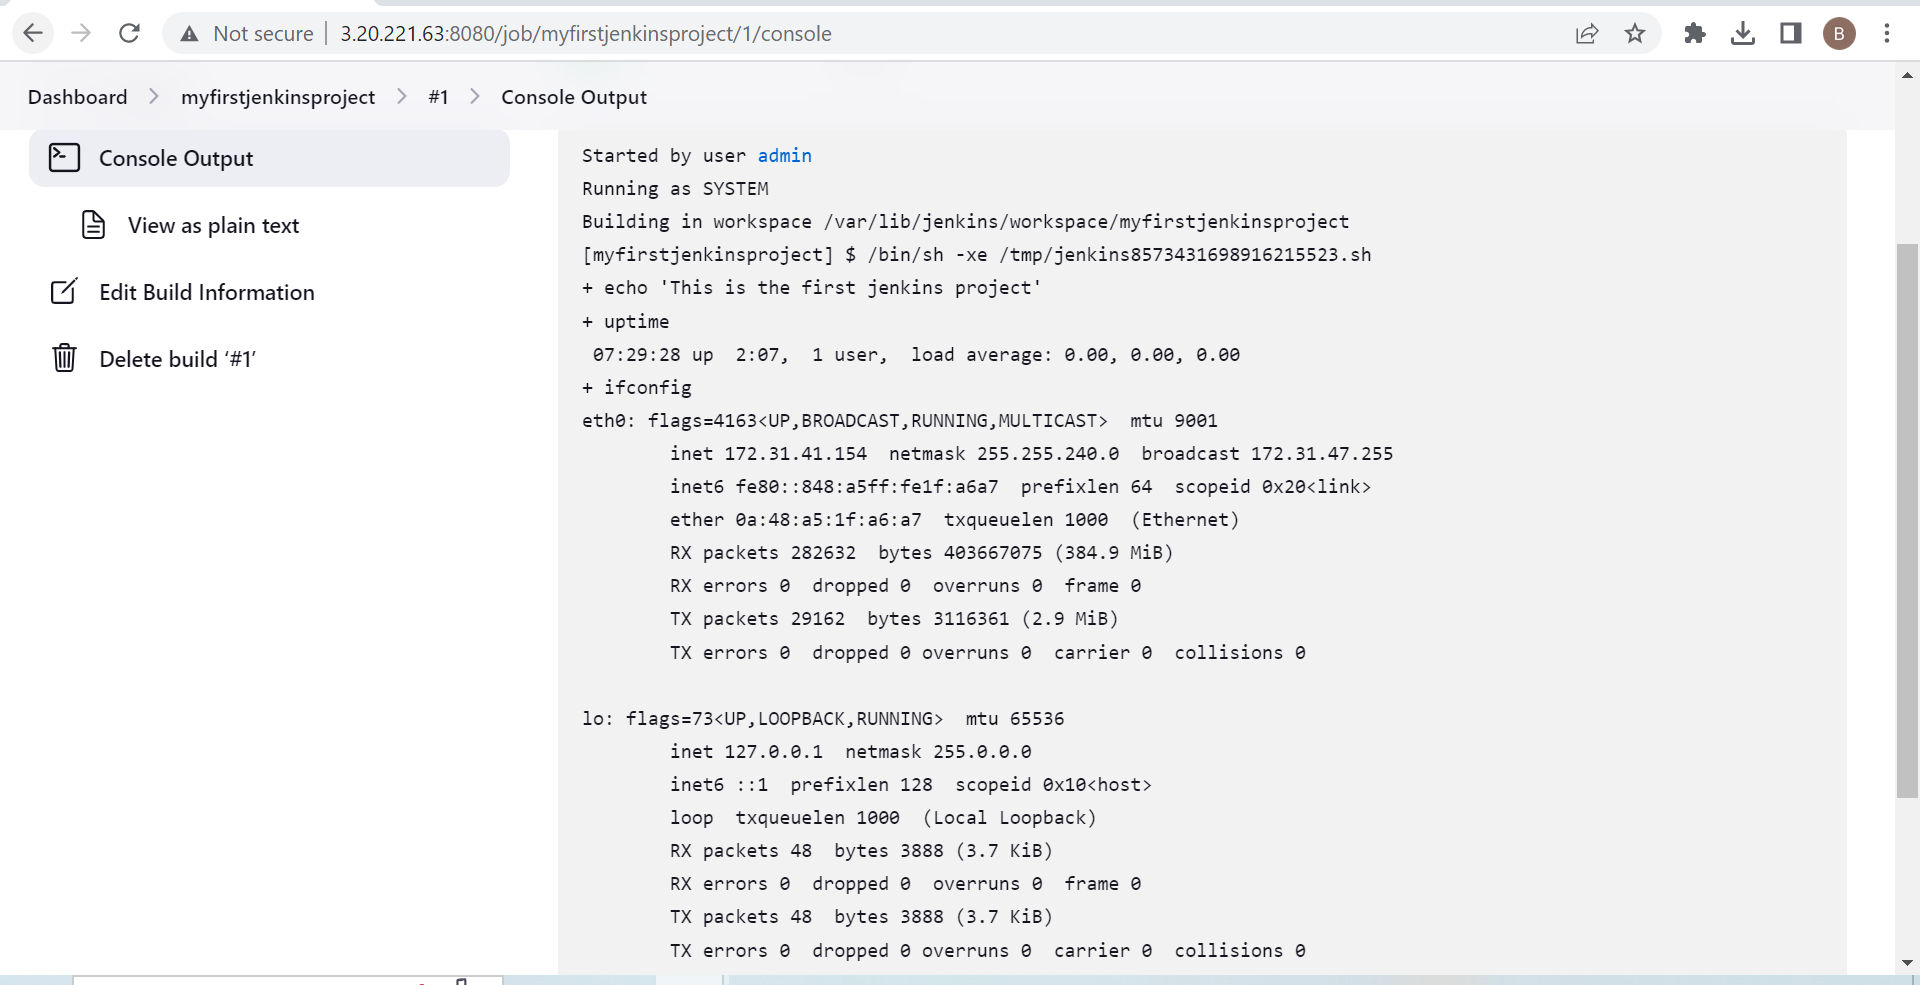 Not secure 3.20.221.63:8080/job/myfirstjenkinsproject/1/console B
Dashboard myfirstjenkinsproject #1 Console Output
Console Output
View as plain text
Edit Build Information
Delete build ‘#1’
Started by user admin
Running as SYSTEM
Building in workspace /var/lib/jenkins/workspace/myfirstjenkinsproject
[myfirstjenkinsproject] $ /bin/sh -xe /tmp/jenkins8573431698916215523.sh
+ echo 'This is the first jenkins project'
+ uptime
 07:29:28 up  2:07,  1 user,  load average: 0.00, 0.00, 0.00
+ ifconfig
eth0: flags=4163<UP,BROADCAST,RUNNING,MULTICAST>  mtu 9001
        inet 172.31.41.154  netmask 255.255.240.0  broadcast 172.31.47.255
        inet6 fe80::848:a5ff:fe1f:a6a7  prefixlen 64  scopeid 0x20<link>
        ether 0a:48:a5:1f:a6:a7  txqueuelen 1000  (Ethernet)
        RX packets 282632  bytes 403667075 (384.9 MiB)
        RX errors 0  dropped 0  overruns 0  frame 0
        TX packets 29162  bytes 3116361 (2.9 MiB)
        TX errors 0  dropped 0 overruns 0  carrier 0  collisions 0
lo: flags=73<UP,LOOPBACK,RUNNING>  mtu 65536
        inet 127.0.0.1  netmask 255.0.0.0
        inet6 ::1  prefixlen 128  scopeid 0x10<host>
        loop  txqueuelen 1000  (Local Loopback)
        RX packets 48  bytes 3888 (3.7 KiB)
        RX errors 0  dropped 0  overruns 0  frame 0
        TX packets 48  bytes 3888 (3.7 KiB)
        TX errors 0  dropped 0 overruns 0  carrier 0  collisions 0